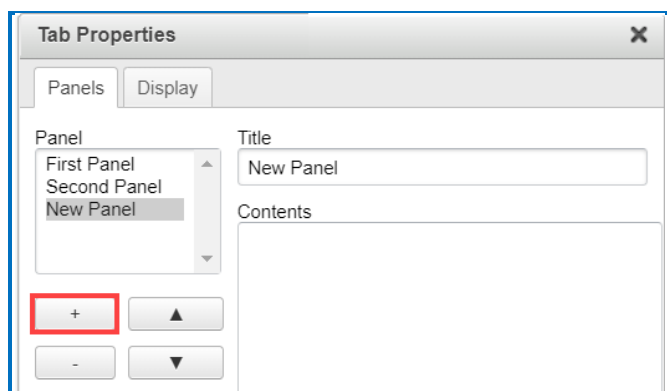 Tab Properties
Panels
Display
Panel
First Panel
Second Panel
New Panel
+
-
Title
New Panel
Contents